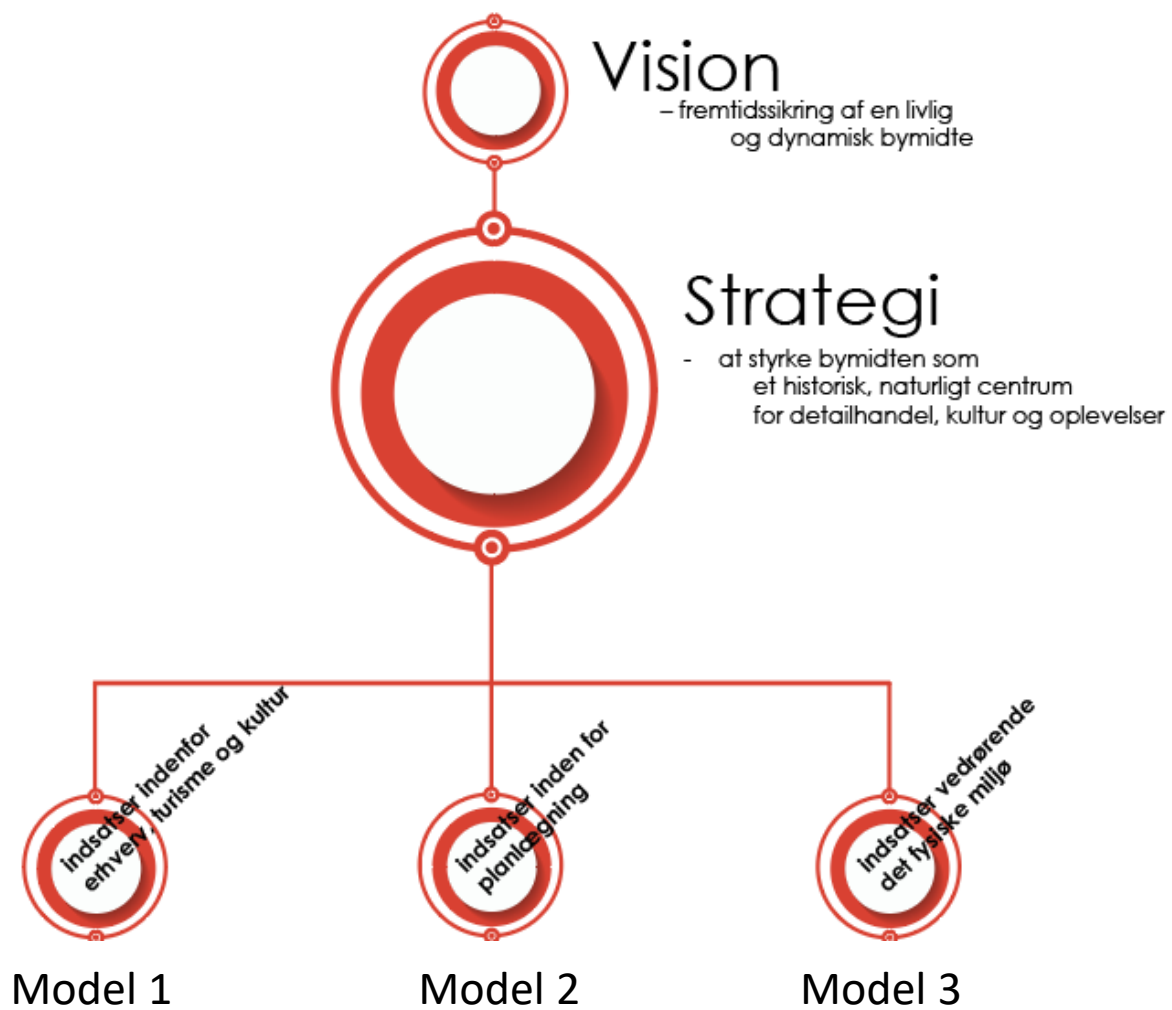 Vision
– fremtidssikring af en livlig
og dynamisk bymidte
Strategi
- at styrke bymidten som
et historisk, naturligt centrum
for detailhandel, kultur og oplevelser
indsatser indenfor
erhverv, turisme og kultur
indsatser inden for
planlægning
indsatser vedrørende
det fysiske miljø
Model 1
Model 2
Model 3